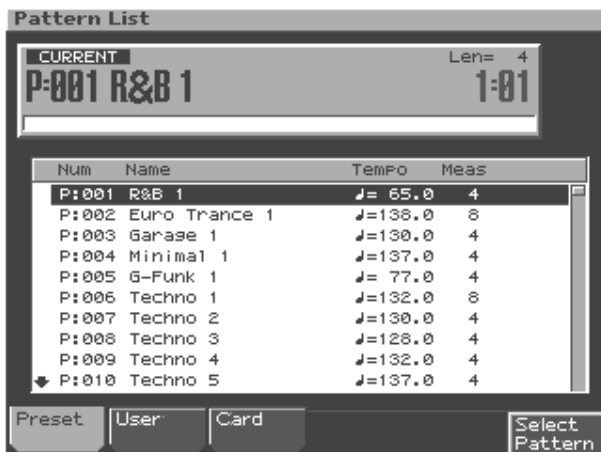 Pattern List
CURRENT Len= 4
P:001 R&B 1 1:01
Num Name Tempo Meas
P:001 R&B 1 ♩= 65.0 4
P:002 Euro Trance 1 ♩=138.0 8
P:003 Garage 1 ♩=130.0 4
P:004 Minimal 1 ♩=137.0 4
P:005 G-Funk 1 ♩= 77.0 4
P:006 Techno 1 ♩=132.0 8
P:007 Techno 2 ♩=130.0 4
P:008 Techno 3 ♩=128.0 4
P:009 Techno 4 ♩=132.0 4
P:010 Techno 5 ♩=137.0 4
Preset User Card Select
Pattern